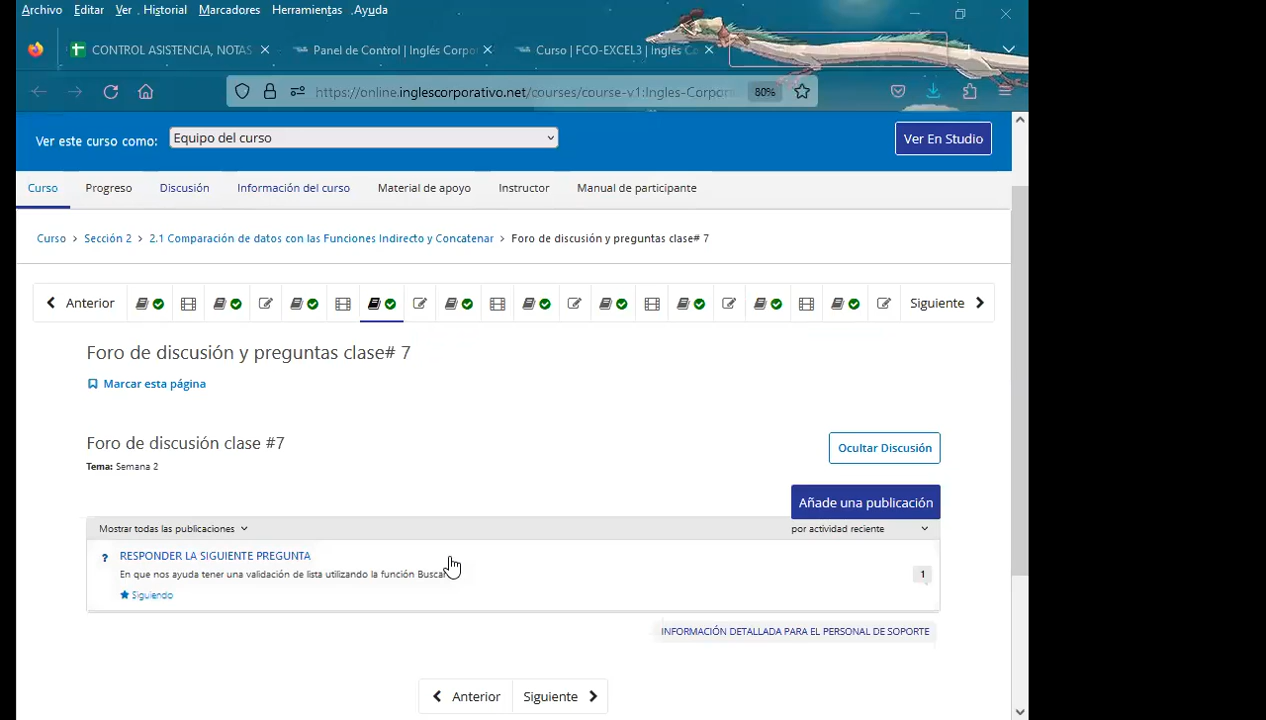 Archivo Editar Ver Historial Marcadores Herramientas Ayuda
CONTROL ASISTENCIA, NOTAS
Panel de Control | Inglés Corpo
Curso | FCO-EXCEL3 | Inglés Co
https://online.inglescorporativo.net/courses/course-v1:Ingles-Corpor
80%
Ver este curso como:
Equipo del curso
Ver En Studio
Curso Progreso Discusión Información del curso Material de apoyo Instructor Manual de participante
Curso > Sección 2 > 2.1 Comparación de datos con las Funciones Indirecto y Concatenar > Foro de discusión y preguntas clase# 7
Anterior
Siguiente
Foro de discusión y preguntas clase# 7
Marcar esta página
Foro de discusión clase #7
Ocultar Discusión
Tema: Semana 2
Añade una publicación
Mostrar todas las publicaciones
por actividad reciente
? RESPONDER LA SIGUIENTE PREGUNTA
En que nos ayuda tener una validación de lista utilizando la función Buscar
1
Siguiendo
INFORMACIÓN DETALLADA PARA EL PERSONAL DE SOPORTE
Anterior
Siguiente